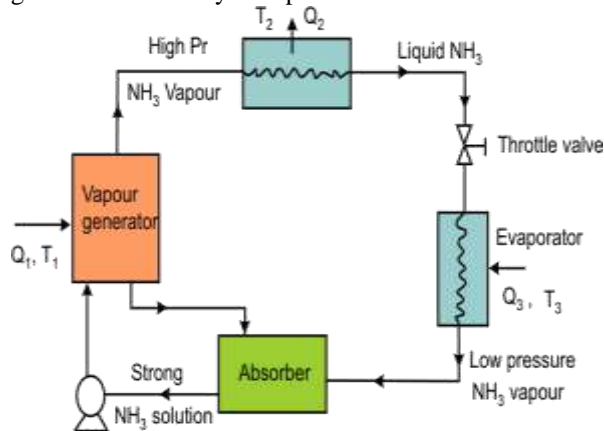 T2 Q2
High Pr
NH3 Vapour
Liquid NH3
Throttle valve
Vapour
generator
Q1, T1
Evaporator
Q3, T3
Absorber
Low pressure
NH3 vapour
Strong
NH3 solution